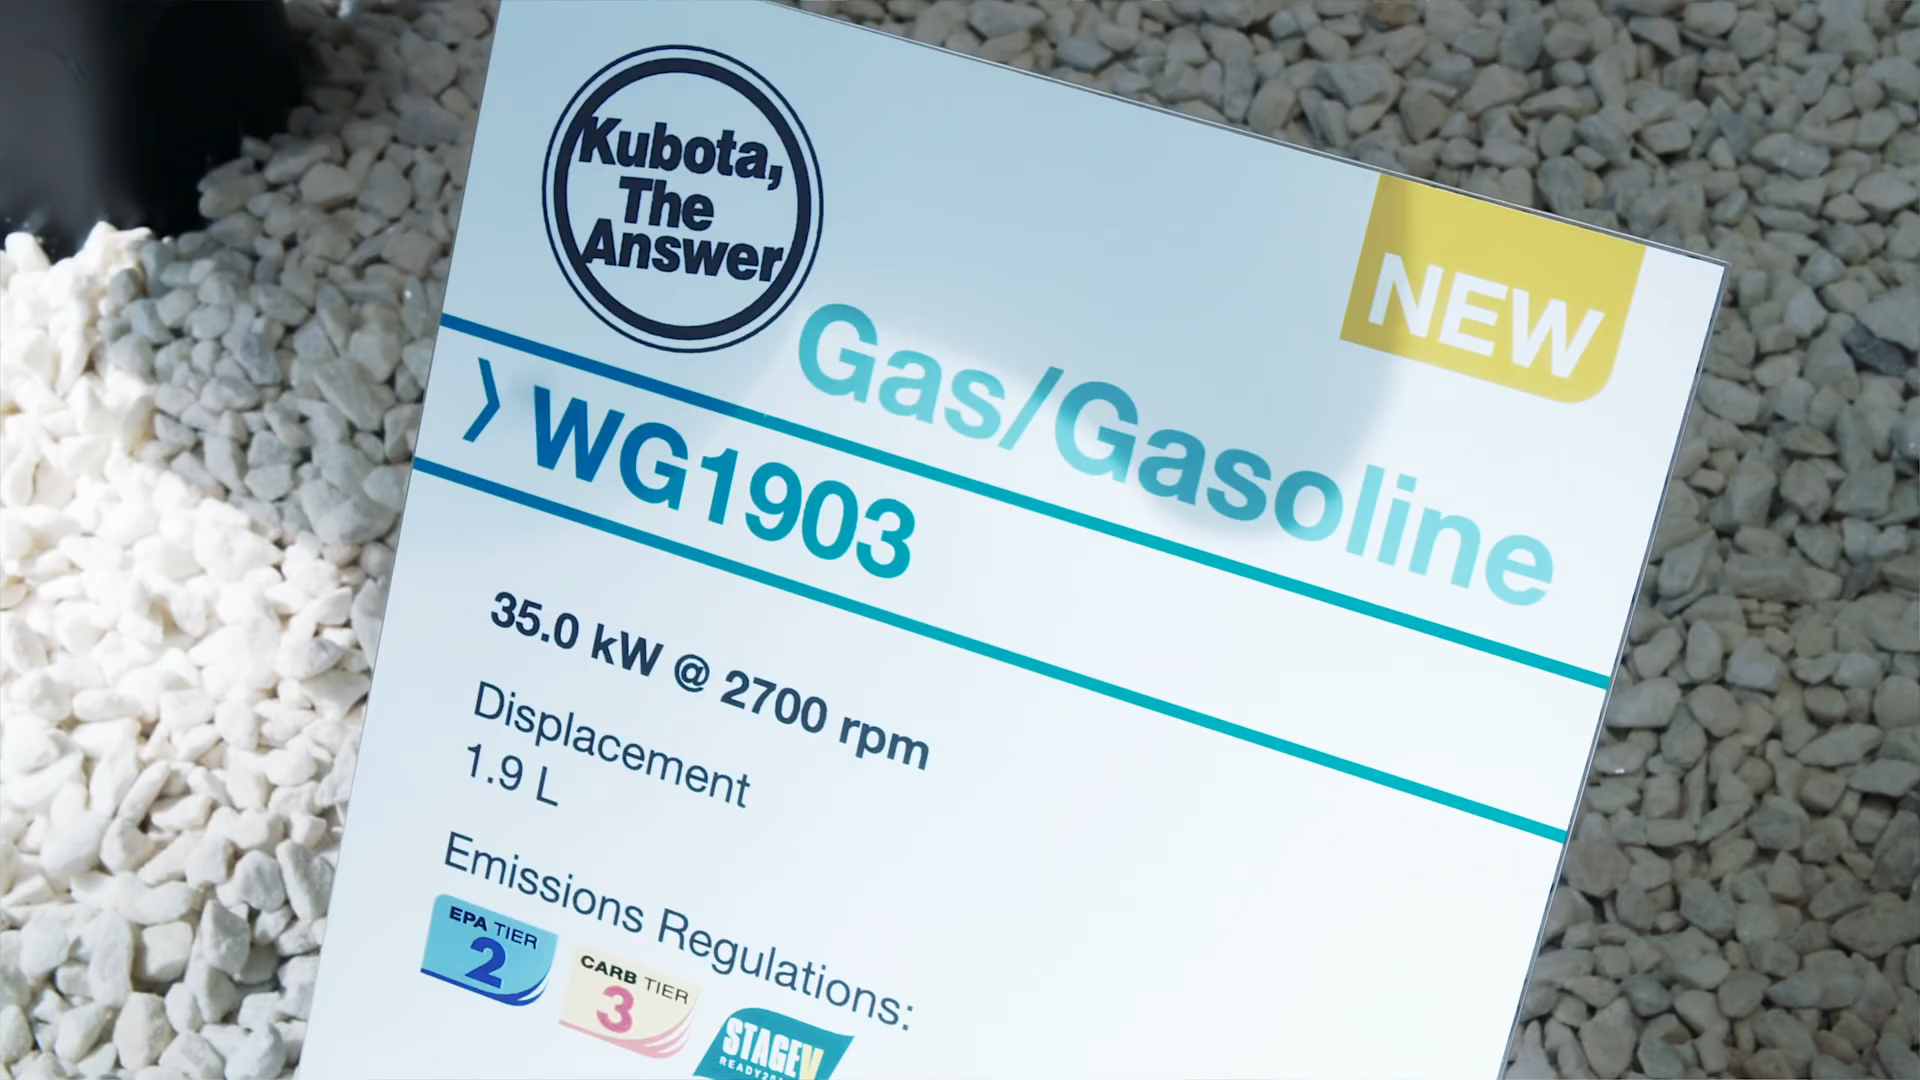 Kubota,
The
Answer
NEW
Gas/Gasoline
WG1903
35.0 kW @ 2700 rpm
Displacement
1.9 L
Emissions Regulations:
EPA TIER
2
CARB TIER
3
STAGE V